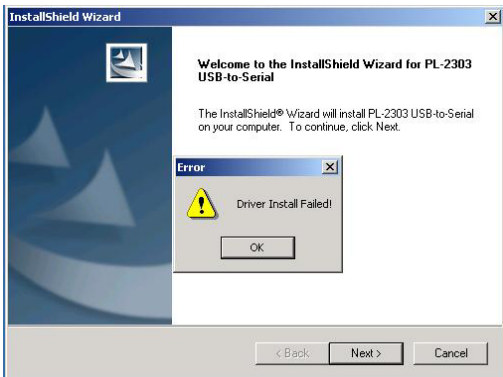 InstallShield Wizard
Welcome to the InstallShield Wizard for PL-2303
USB-to-Serial
The InstallShield® Wizard will install PL-2303 USB-to-Serial
on your computer. To continue, click Next.
Error
Driver Install Failed!
OK
< Back
Next >
Cancel